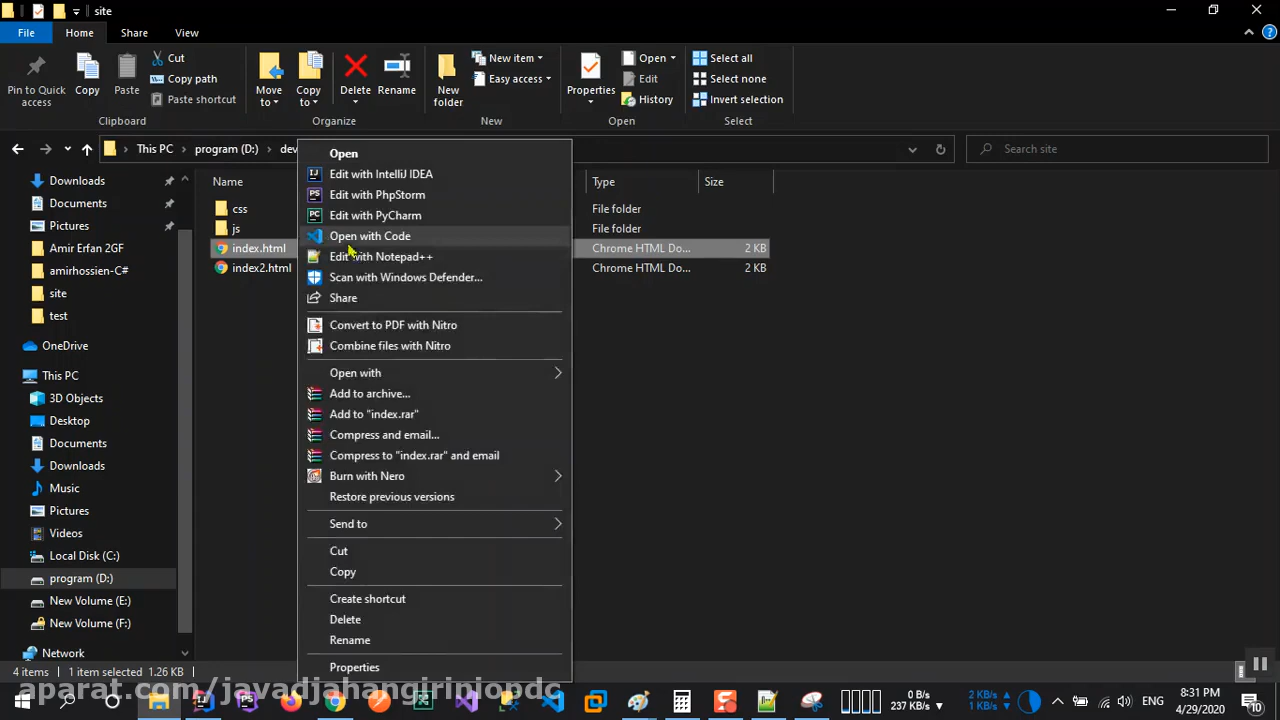 site
File
Home
Share
View
Pin to Quick access
Copy
Paste
Cut
Copy path
Paste shortcut
Clipboard
Move to
Copy to
Delete
Rename
Organize
New folder
New item
Easy access
New
Properties
Open
Edit
History
Open
Select all
Select none
Invert selection
Select
This PC
program (D:)
dev
Search site
Name
Type
Size
css
File folder
js
File folder
index.html
Chrome HTML Do...
2 KB
index2.html
Chrome HTML Do...
2 KB
Downloads
Documents
Pictures
Amir Erfan 2GF
amirhossien-C#
site
test
OneDrive
This PC
3D Objects
Desktop
Documents
Downloads
Music
Pictures
Videos
Local Disk (C:)
program (D:)
New Volume (E:)
New Volume (F:)
Network
Open
Edit with IntelliJ IDEA
Edit with PhpStorm
Edit with PyCharm
Open with Code
Edit with Notepad++
Scan with Windows Defender...
Share
Convert to PDF with Nitro
Combine files with Nitro
Open with
Add to archive...
Add to "index.rar"
Compress and email...
Compress to "index.rar" and email
Burn with Nero
Restore previous versions
Send to
Cut
Copy
Create shortcut
Delete
Rename
Properties
4 items
1 item selected
1.26 KB
aparat.com/javadjahangiriniopdc
0 B/s
237 KB/s
2 KB/s
1 KB/s
ENG
8:31 PM
4/29/2020
10